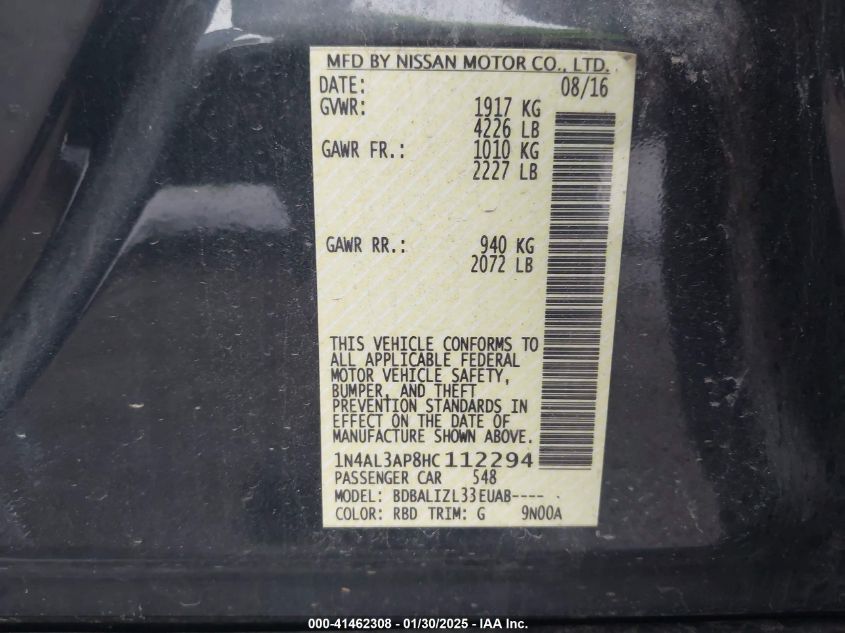 MFD BY NISSAN MOTOR CO., LTD.
DATE: 08/16
GVWR: 1917 KG
4226 LB
GAWR FR.: 1010 KG
2227 LB
GAWR RR.: 940 KG
2072 LB
THIS VEHICLE CONFORMS TO
ALL APPLICABLE FEDERAL
MOTOR VEHICLE SAFETY,
BUMPER, AND THEFT
PREVENTION STANDARDS IN
EFFECT ON THE DATE OF
MANUFACTURE SHOWN ABOVE.
1N4AL3AP8HC112294
PASSENGER CAR 548
MODEL: BDBALIZL33EUAB----
COLOR: RBD TRIM: G 9N00A
000-41462308 - 01/30/2025 - IAA Inc.